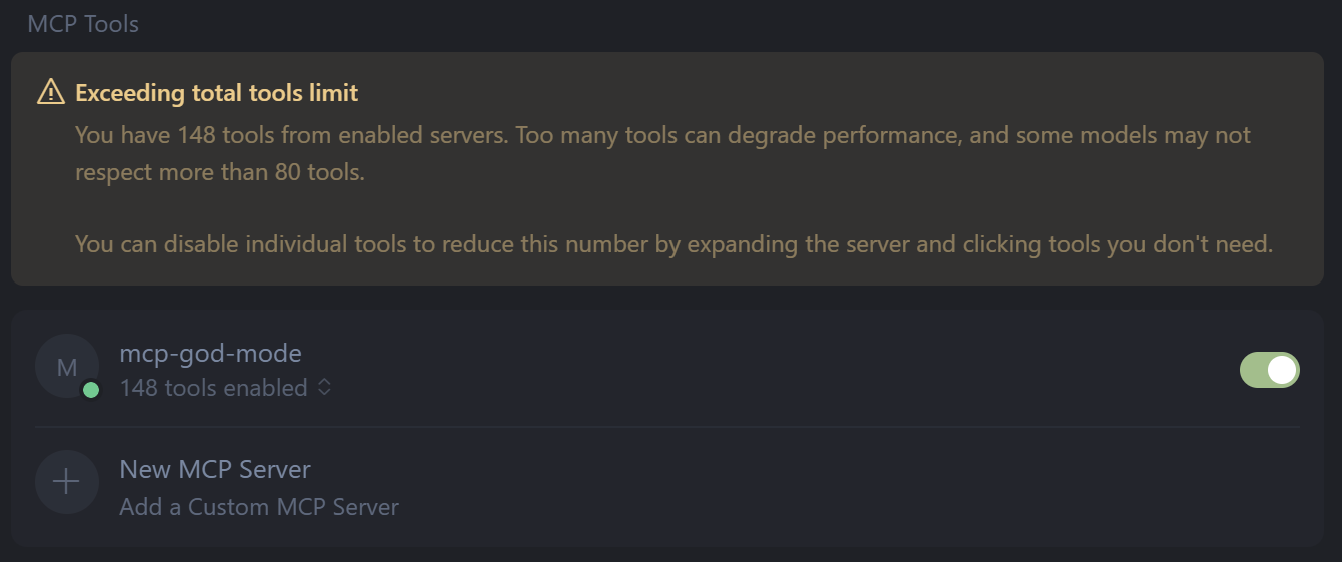 MCP Tools
Exceeding total tools limit
You have 148 tools from enabled servers. Too many tools can degrade performance, and some models may not
respect more than 80 tools.
You can disable individual tools to reduce this number by expanding the server and clicking tools you don't need.
M
mcp-god-mode
148 tools enabled
New MCP Server
Add a Custom MCP Server